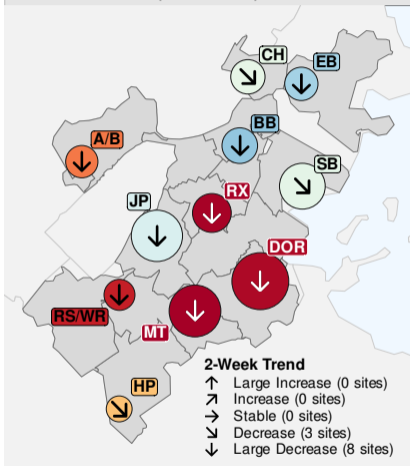 CH
EB
BB
A/B
SB
RX
JP
DOR
RS/WR
MT
HP
2-Week Trend
↑ Large Increase (0 sites)
↗ Increase (0 sites)
→ Stable (0 sites)
↘ Decrease (3 sites)
↓ Large Decrease (8 sites)